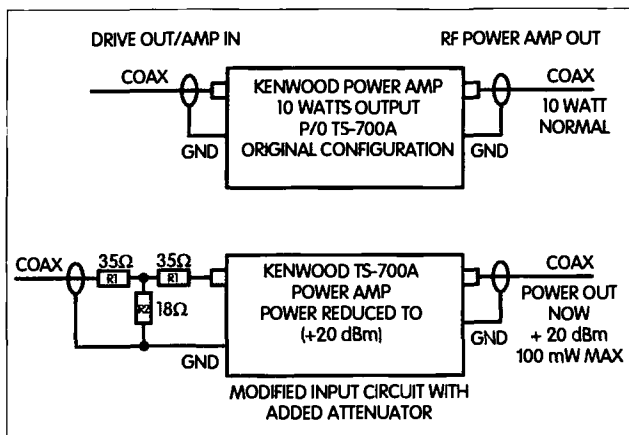 DRIVE OUT/AMP IN
RF POWER AMP OUT
COAX
KENWOOD POWER AMP
10 WATTS OUTPUT
P/O TS-700A
ORIGINAL CONFIGURATION
GND
COAX
10 WATT
NORMAL
GND
COAX
35Ω
R1
35Ω
R1
R2
18Ω
GND
KENWOOD TS-700A
POWER AMP
POWER REDUCED TO
(+20 dBm)
COAX
POWER OUT
NOW
+ 20 dBm
100 mW MAX
GND
MODIFIED INPUT CIRCUIT WITH
ADDED ATTENUATOR